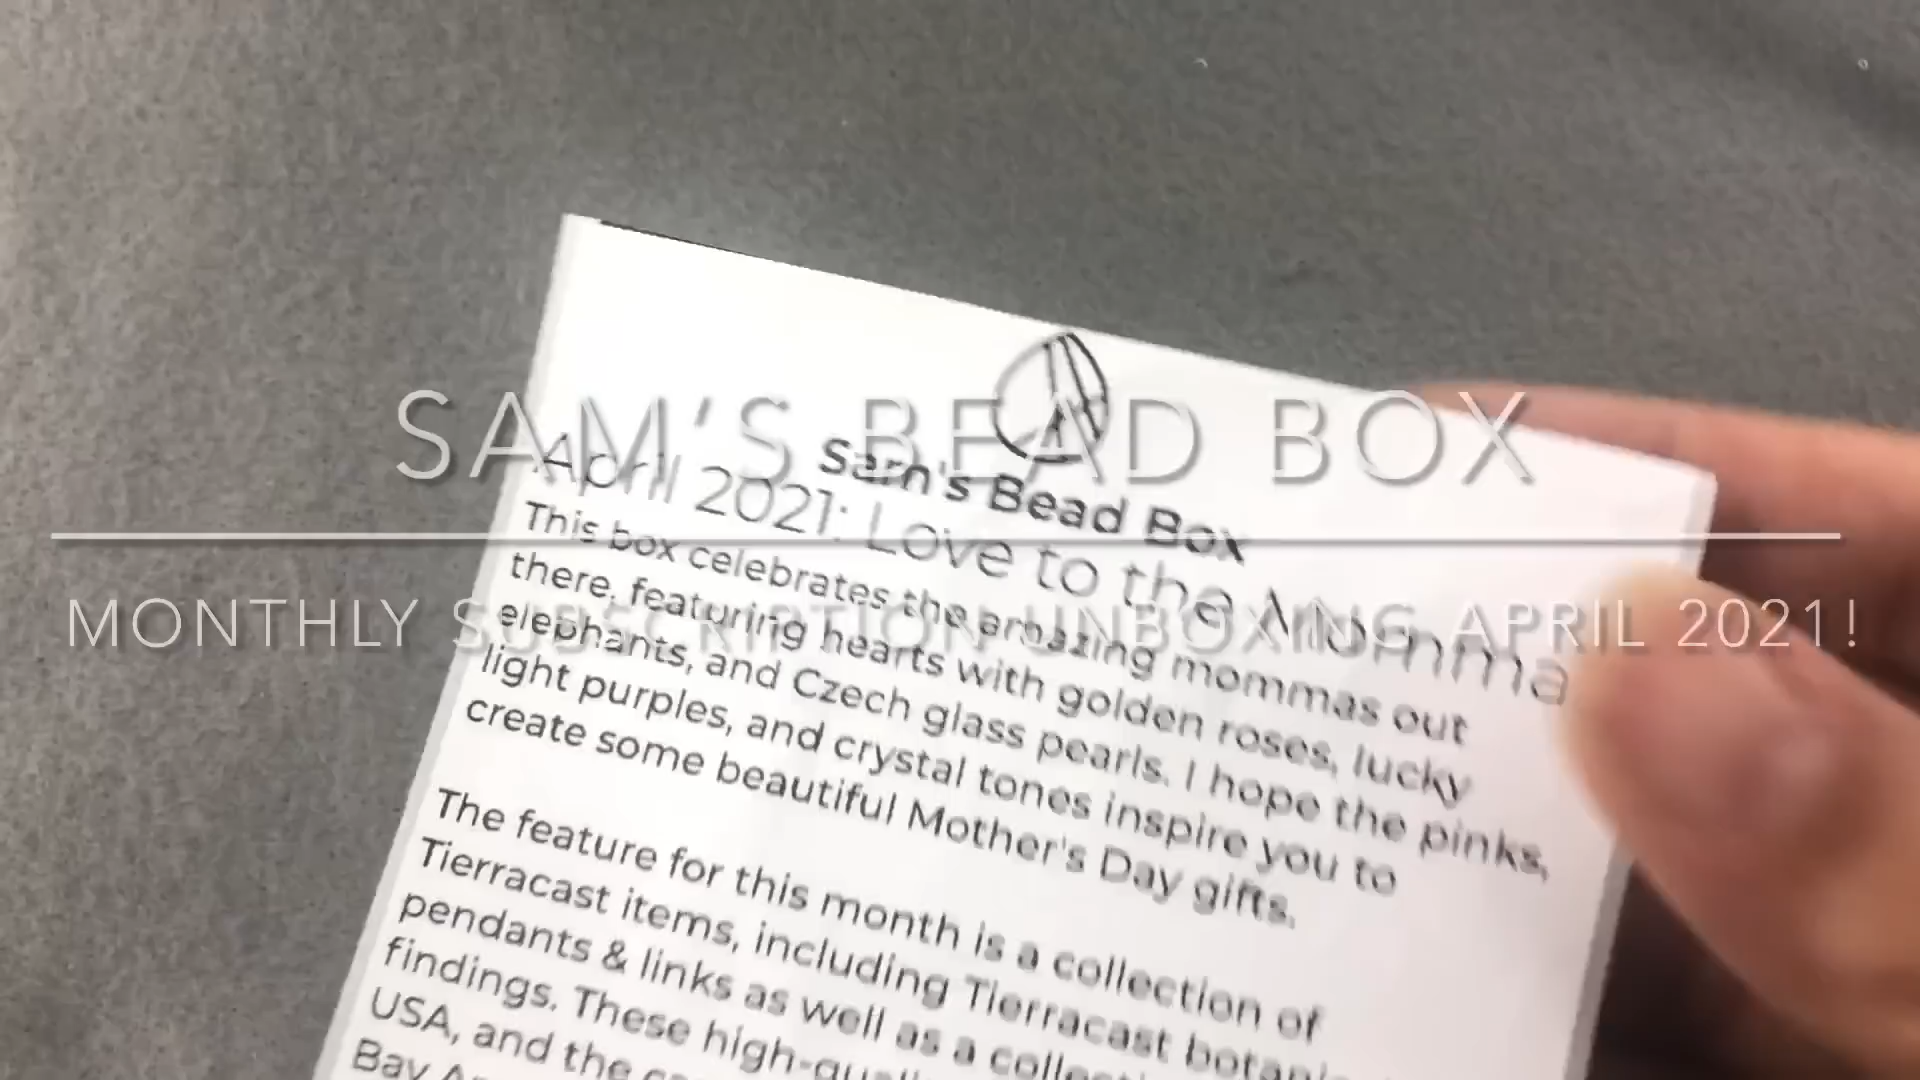 SAM'S BEAD BOX
MONTHLY SUBSCRIPTION UNBOXING APRIL 2021!
Sam's Bead Box
April 2021: Love to the Momma
This box celebrates the amazing mommas out
there, featuring hearts with golden roses, lucky
elephants, and Czech glass pearls. I hope the pinks,
light purples, and crystal tones inspire you to
create some beautiful Mother's Day gifts.
The feature for this month is a collection of
Tierracast items, including Tierracast
pendants & links as well as a
findings. These
USA, and the
Bay